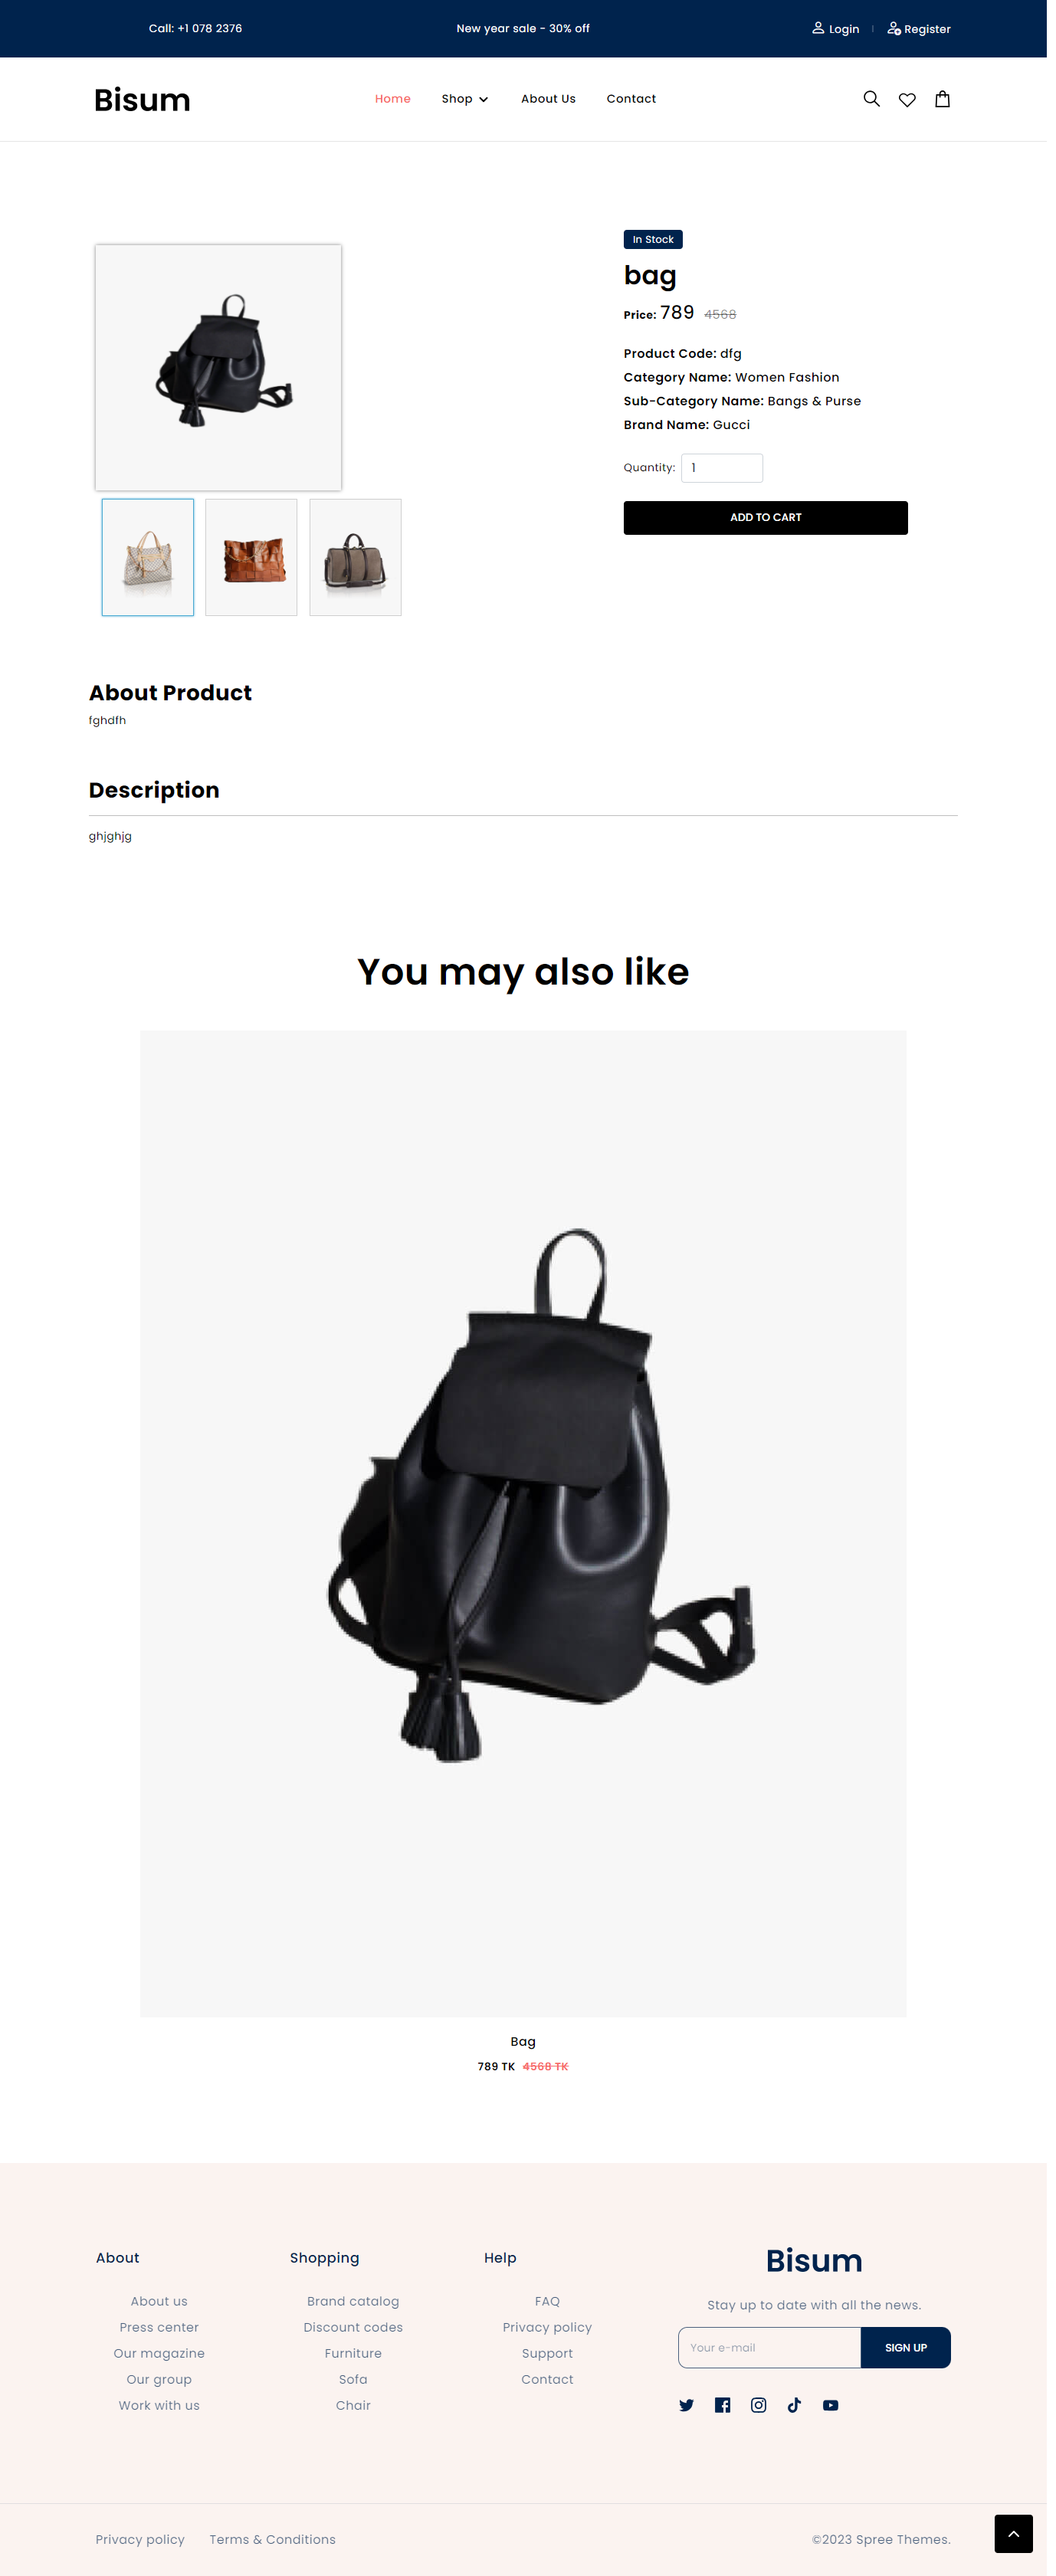 Call: +1 078 2376
New year sale - 30% off
Login
Register
Bisum
Home
Shop
About Us
Contact
In Stock
bag
Price: 789 4568
Product Code: dfg
Category Name: Women Fashion
Sub-Category Name: Bangs & Purse
Brand Name: Gucci
Quantity: 1
ADD TO CART
About Product
fghdfh
Description
ghjghjg
You may also like
Bag
789 TK 4568 TK
About
About us
Press center
Our magazine
Our group
Work with us
Shopping
Brand catalog
Discount codes
Furniture
Sofa
Chair
Help
FAQ
Privacy policy
Support
Contact
Bisum
Stay up to date with all the news.
Your e-mail
SIGN UP
Privacy policy
Terms & Conditions
©2023 Spree Themes.